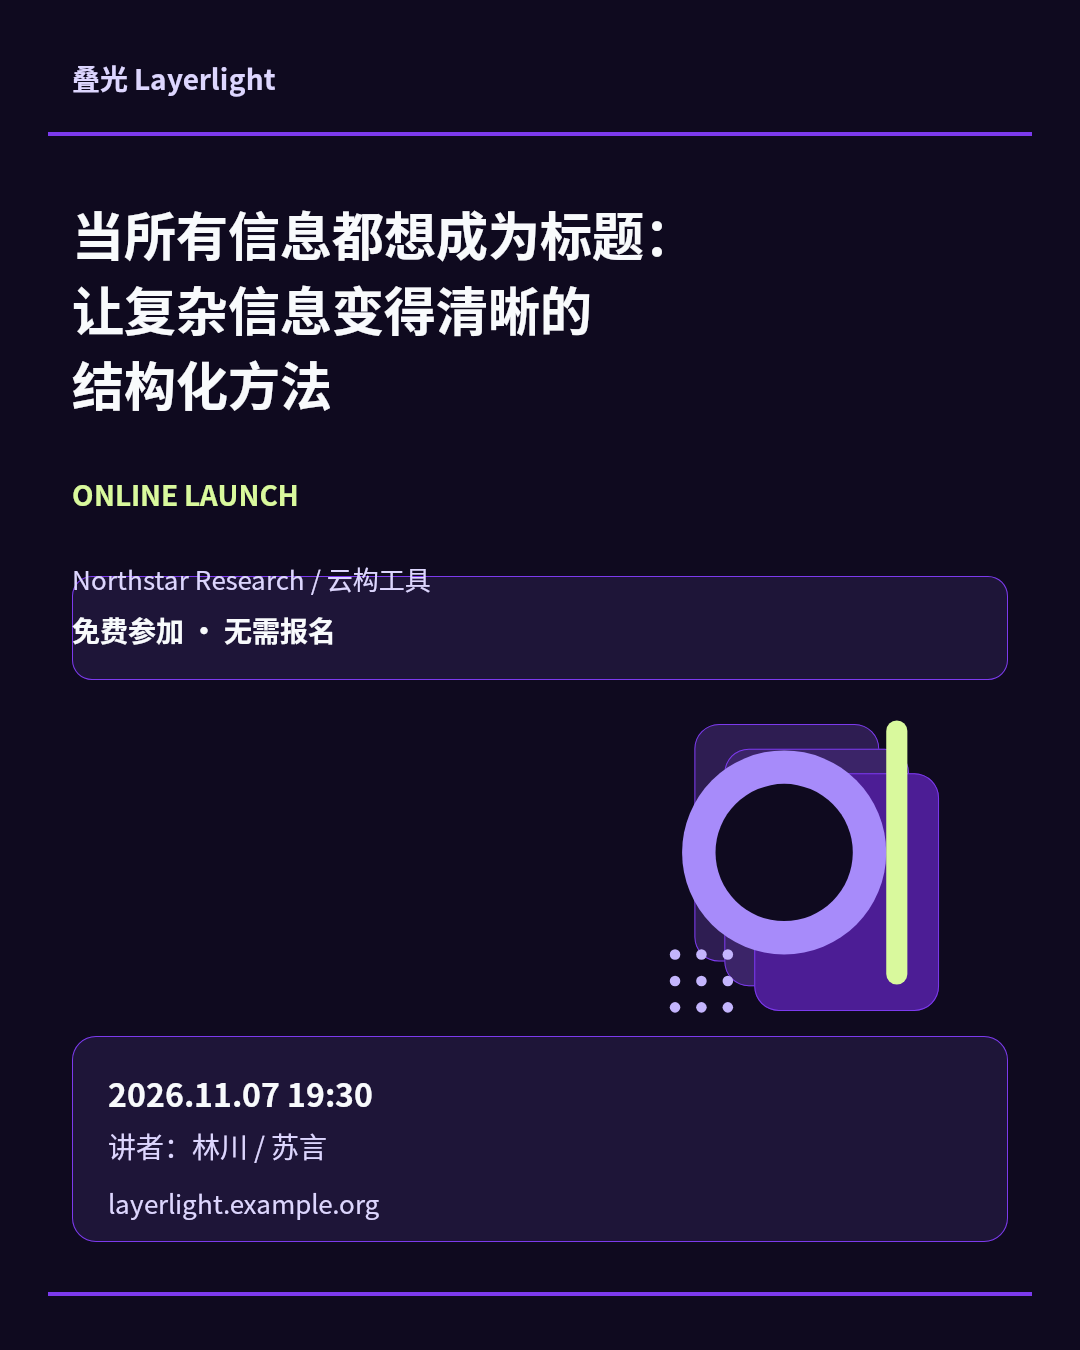 叠光 Layerlight
当所有信息都想成为标题：
让复杂信息变得清晰的
结构化方法
ONLINE LAUNCH
Northstar Research / 云构工具
免费参加 · 无需报名
2026.11.07 19:30
讲者：林川 / 苏言
layerlight.example.org